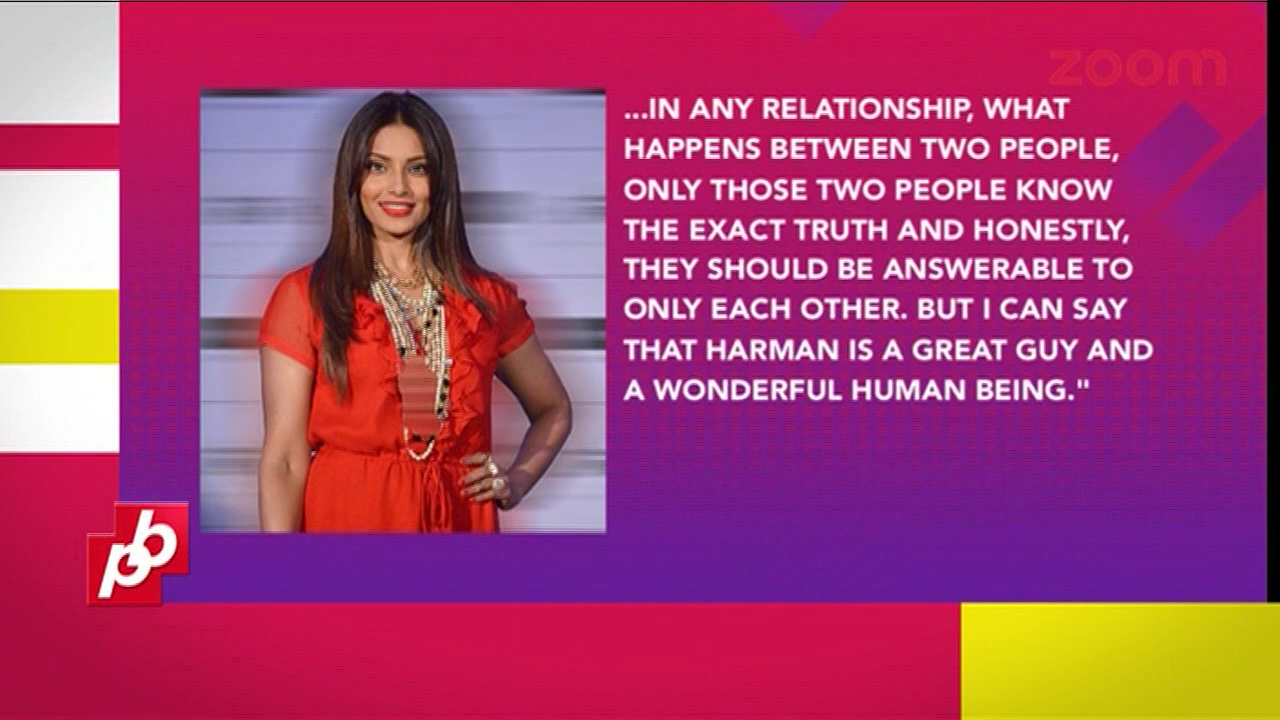 zoom
...IN ANY RELATIONSHIP, WHAT
HAPPENS BETWEEN TWO PEOPLE,
ONLY THOSE TWO PEOPLE KNOW
THE EXACT TRUTH AND HONESTLY,
THEY SHOULD BE ANSWERABLE TO
ONLY EACH OTHER. BUT I CAN SAY
THAT HARMAN IS A GREAT GUY AND
A WONDERFUL HUMAN BEING."
pb